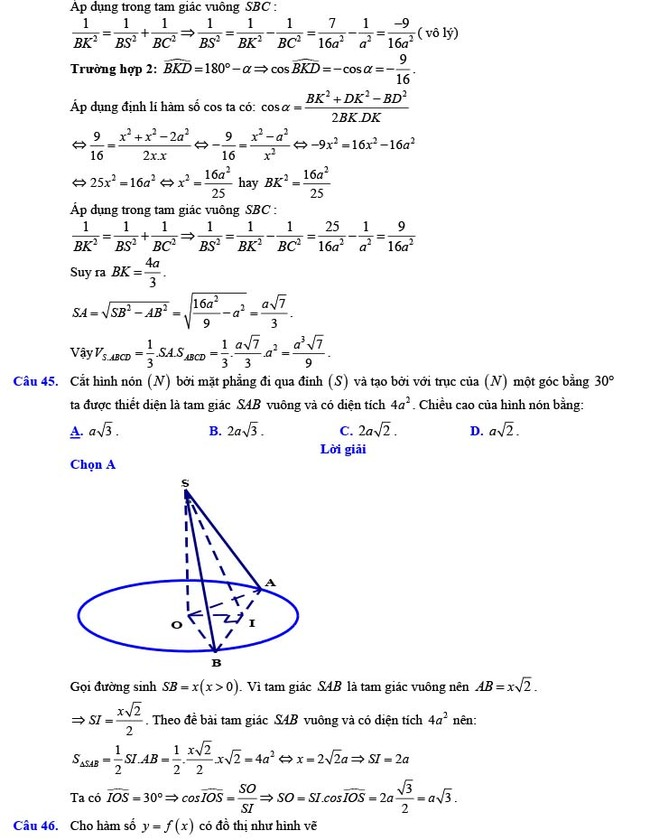 Áp dụng trong tam giác vuông SBC :
1/BK² = 1/BS² + 1/BC² ⇒ 1/BS² = 1/BK² − 1/BC² = 7/16a² − 1/a² = −9/16a² ( vô lý)
Trường hợp 2: BKD = 180° − α ⇒ cos BKD = − cos α = − 9/16.
Áp dụng định lí hàm số cos ta có: cos α = (BK² + DK² − BD²)/(2BK.DK)
⇔ 9/16 = (x² + x² − 2a²)/(2x.x) ⇔ − 9/16 = (x² − a²)/x² ⇔ −9x² = 16x² − 16a²
⇔ 25x² = 16a² ⇔ x² = 16a²/25 hay BK² = 16a²/25
Áp dụng trong tam giác vuông SBC :
1/BK² = 1/BS² + 1/BC² ⇒ 1/BS² = 1/BK² − 1/BC² = 25/16a² − 1/a² = 9/16a²
Suy ra BK = 4a/3 .
SA = √(SB² − AB²) = √(16a²/9 − a²) = a√7/3 .
Vậy V_S.ABCD = 1/3 .SA.S_ABCD = 1/3 . a√7/3 .a² = a³√7/9 .
Câu 45. Cắt hình nón (N) bởi mặt phẳng đi qua đỉnh (S) và tạo bởi với trục của (N) một góc bằng 30°
ta được thiết diện là tam giác SAB vuông và có diện tích 4a² . Chiều cao của hình nón bằng:
A. a√3 . B. 2a√3 . C. 2a√2 . D. a√2 .
Lời giải
Chọn A
S
A
O
I
B
Gọi đường sinh SB = x(x > 0). Vì tam giác SAB là tam giác vuông nên AB = x√2 .
⇒ SI = x√2/2 . Theo đề bài tam giác SAB vuông và có diện tích 4a² nên:
S_ΔSAB = 1/2 SI.AB = 1/2 . x√2/2 .x√2 = 4a² ⇔ x = 2√2a ⇒ SI = 2a
Ta có IOS = 30° ⇒ cos IOS = SO/SI ⇒ SO = SI.cos IOS = 2a √3/2 = a√3 .
Câu 46. Cho hàm số y = f(x) có đồ thị như hình vẽ